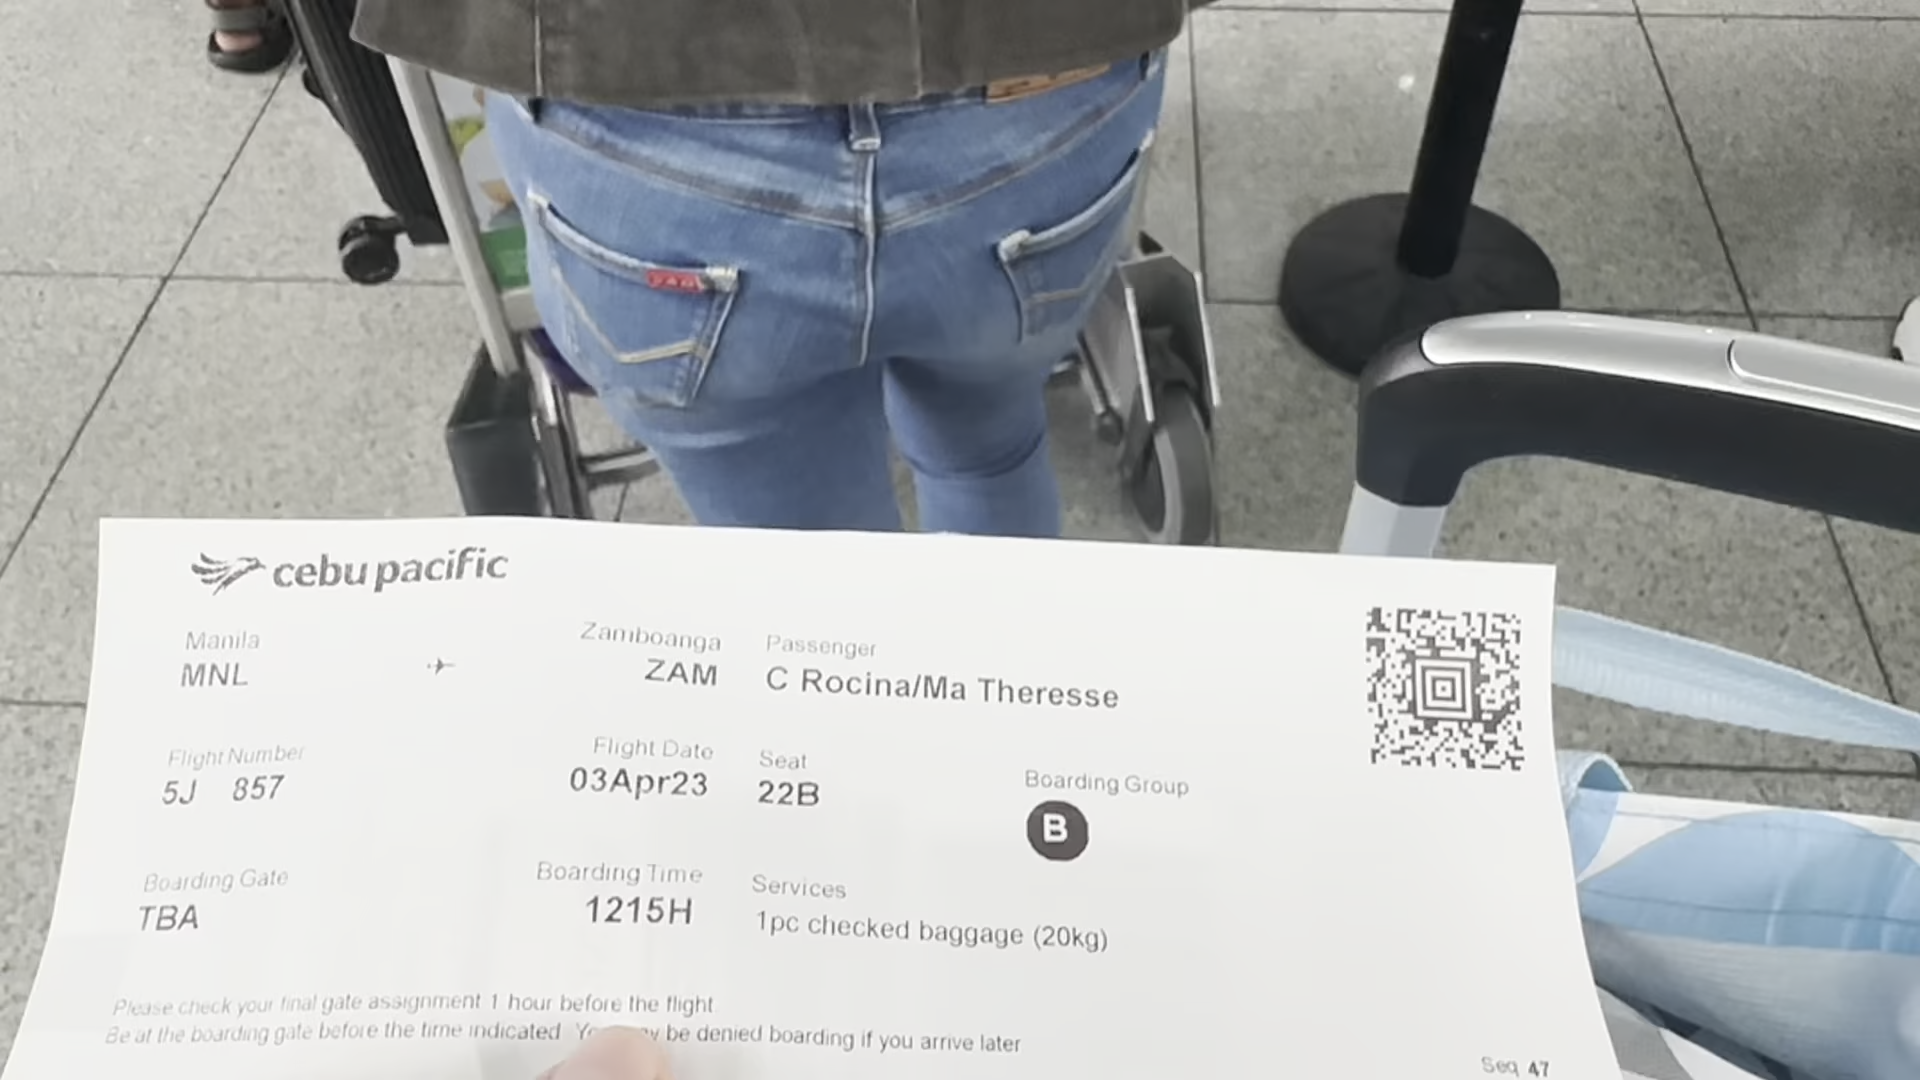 cebu pacific
Manila
MNL
Zamboanga
ZAM
Passenger
C Rocina/Ma Theresse
Flight Number
5J 857
Flight Date
03Apr23
Seat
22B
Boarding Group
B
Boarding Gate
TBA
Boarding Time
1215H
Services
1pc checked baggage (20kg)
Please check your final gate assignment 1 hour before the flight
Be at the boarding gate before the time indicated be denied boarding if you arrive later
Seq 47